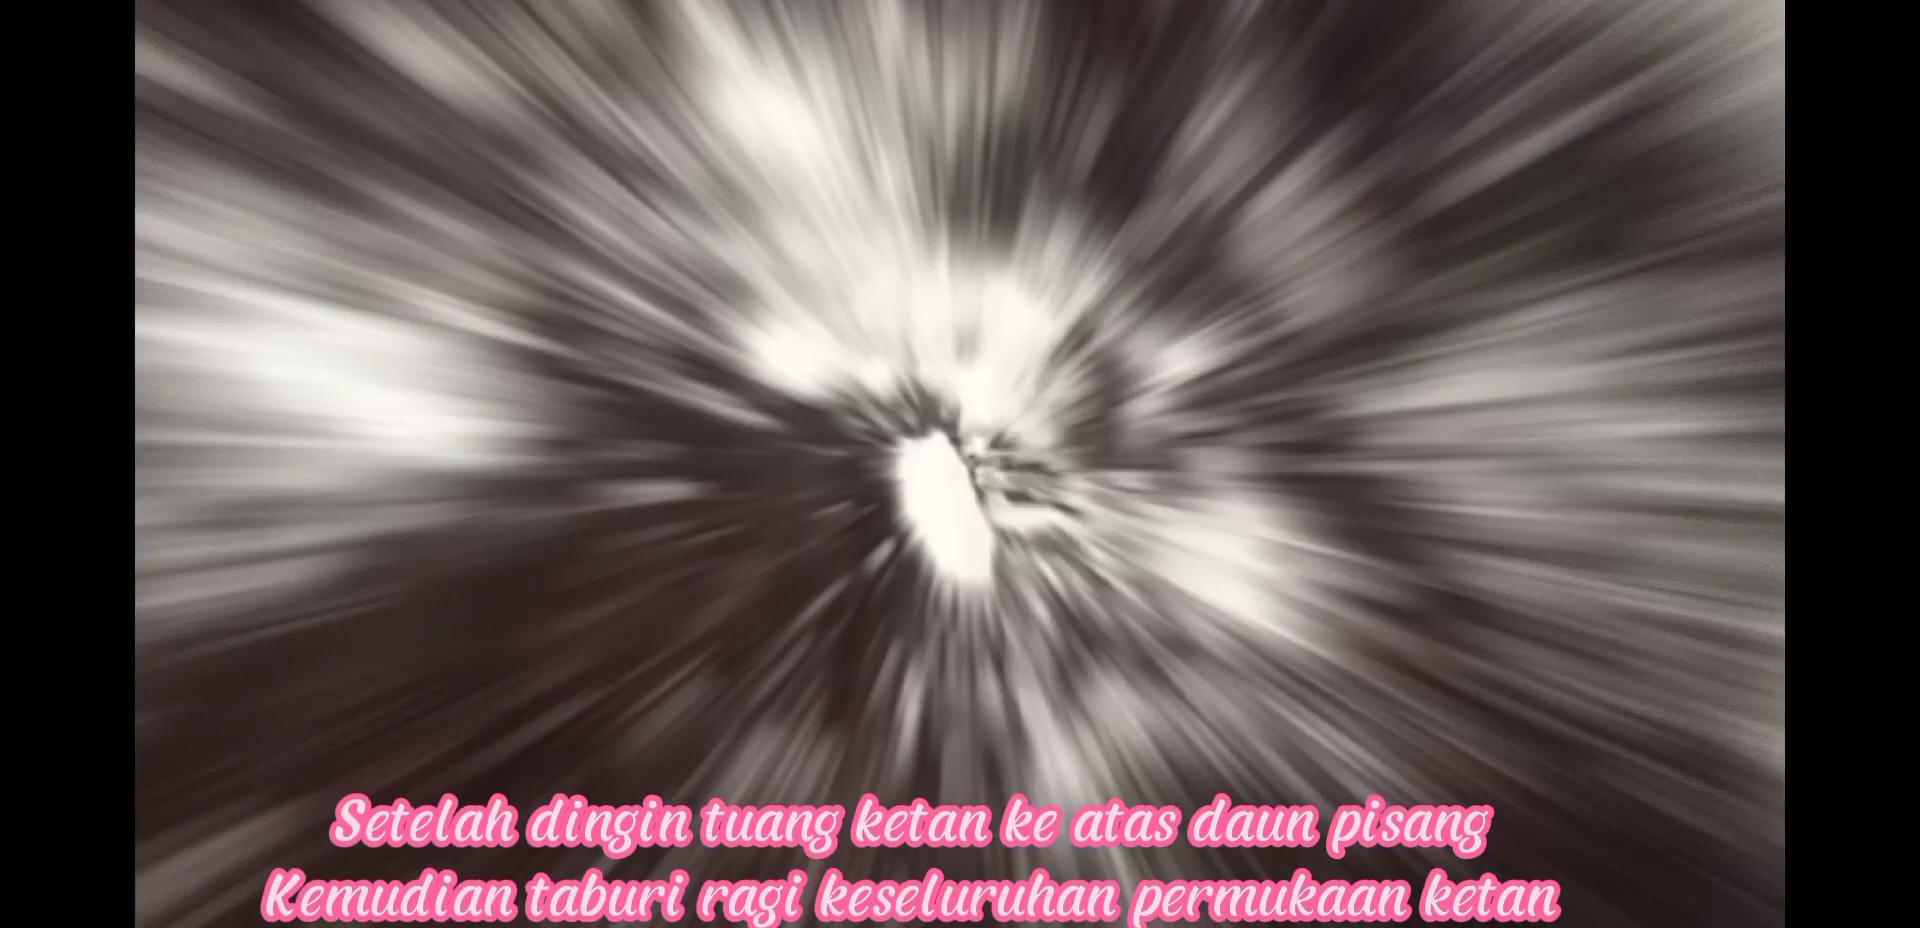 Setelah dingin tuang ketan ke atas daun pisang
Kemudian taburi ragi keseluruhan permukaan ketan